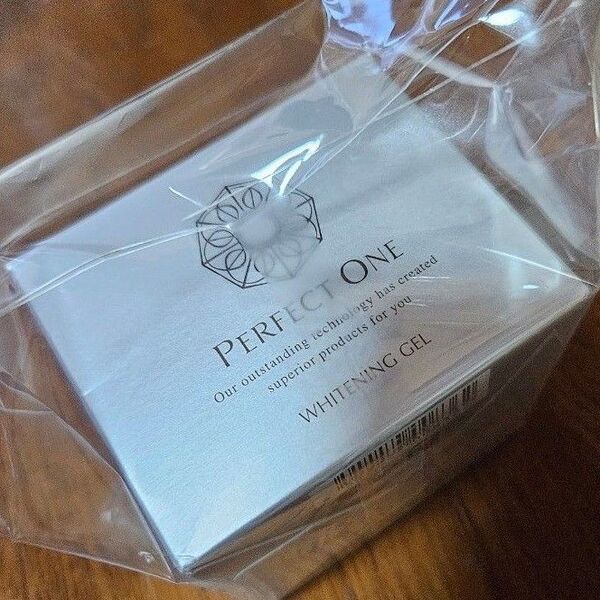 PERFECT ONE
Our outstanding technology has created
superior products for you
WHITENING GEL